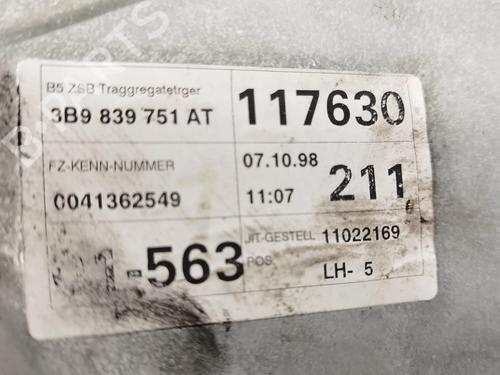 B5 ZSB Traggregatetrger
3B9 839 751 AT
117630
FZ-KENN-NUMMER
0041362549
07.10.98
11:07
211
-563
JIT-GESTELL 11022169
POS
LH- 5
B-PARTS